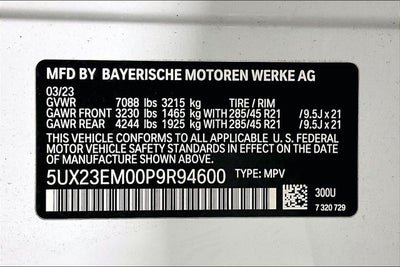 MFD BY BAYERISCHE MOTOREN WERKE AG
03/23
GVWR 7088 lbs 3215 kg TIRE / RIM
GAWR FRONT 3230 lbs 1465 kg WITH 285/45 R21 /9.5J x 21
GAWR REAR 4244 lbs 1925 kg WITH 285/45 R21 /9.5J x 21
THIS VEHICLE CONFORMS TO ALL APPLICABLE U. S. FEDERAL
MOTOR VEHICLE SAFETY STANDARDS IN EFFECT ON THE
DATE OF MANUFACTURE SHOWN ABOVE.
5UX23EM00P9R94600 TYPE: MPV
300U
7 320 729